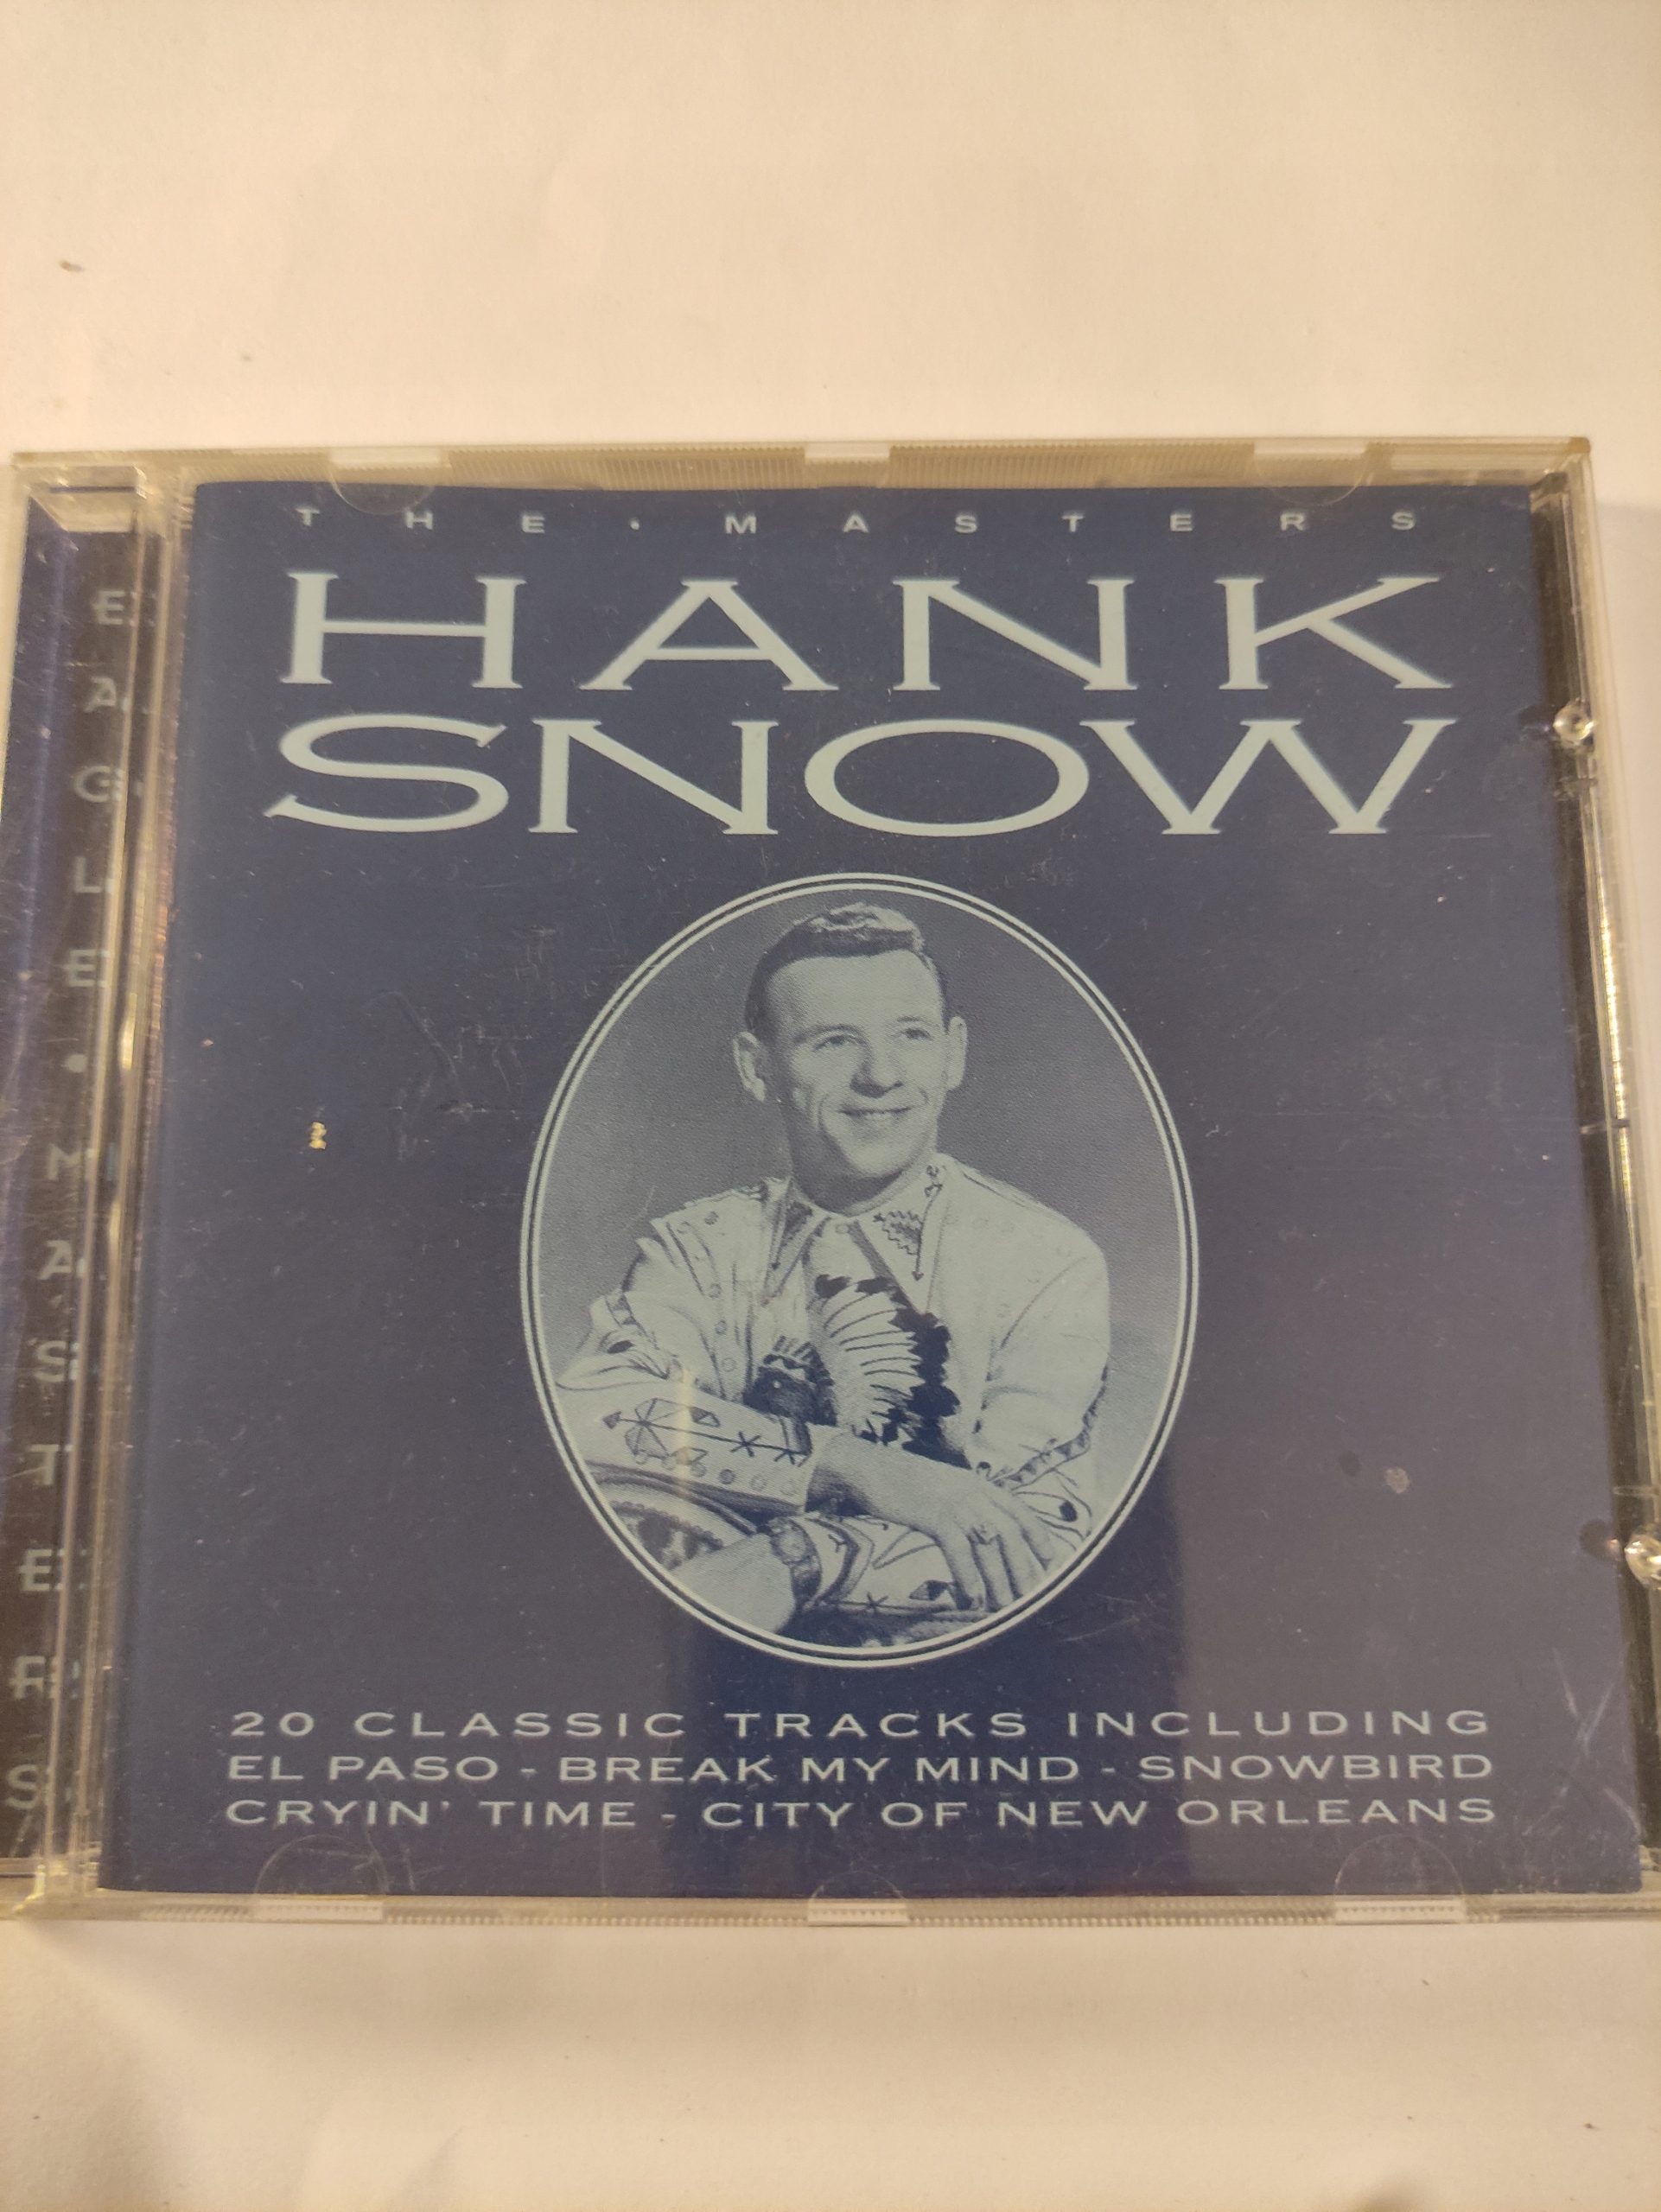 THE · MASTERS
HANK
SNOW
20 CLASSIC TRACKS INCLUDING
EL PASO - BREAK MY MIND - SNOWBIRD
CRYIN' TIME - CITY OF NEW ORLEANS
EAGLE · MASTERS